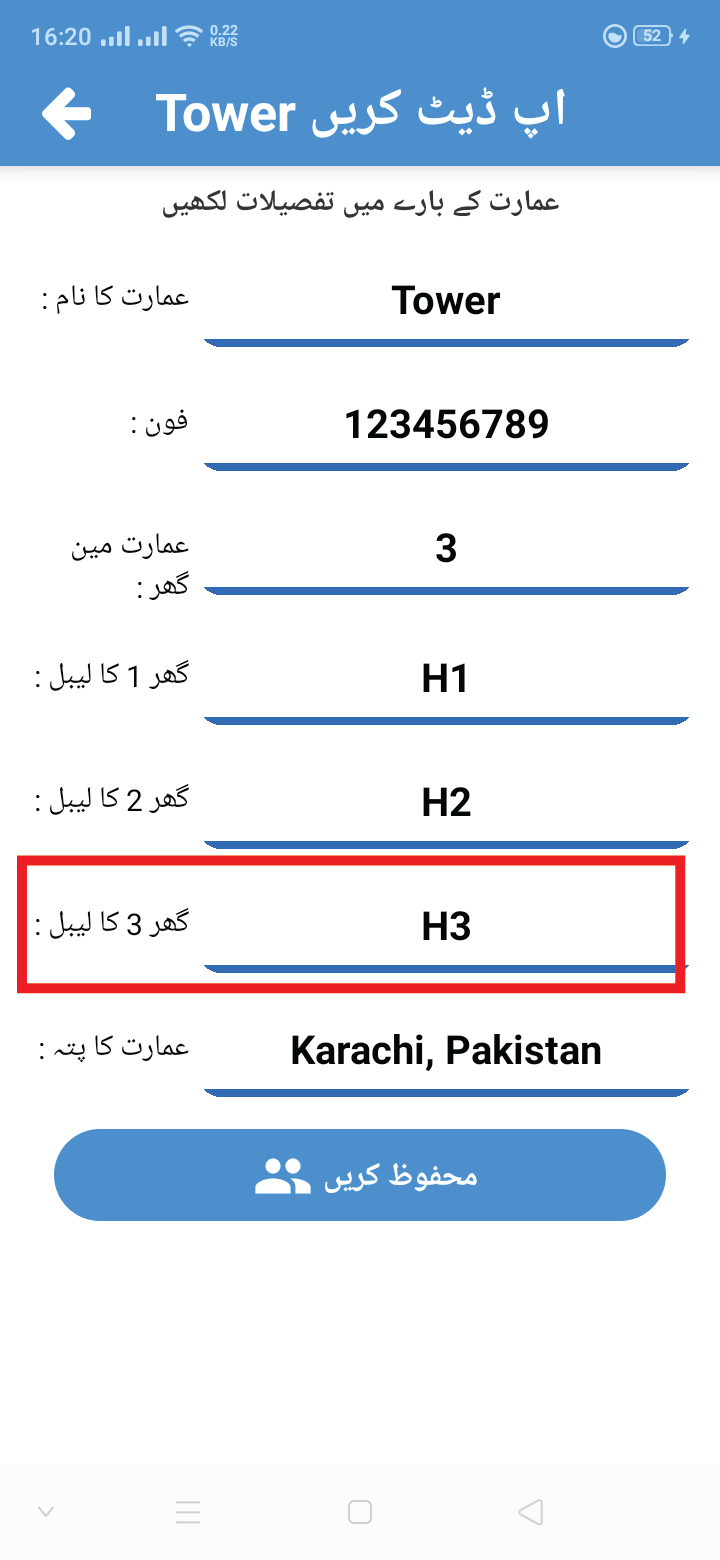 16:20 0.22 KB/S 52
Tower اپ ڈیٹ کریں
عمارت کے بارے میں تفصیلات لکھیں
عمارت کا نام :
Tower
فون :
123456789
عمارت مین
گھر :
3
گھر 1 کا لیبل :
H1
گھر 2 کا لیبل :
H2
گھر 3 کا لیبل :
H3
عمارت کا پتہ :
Karachi, Pakistan
محفوظ کریں